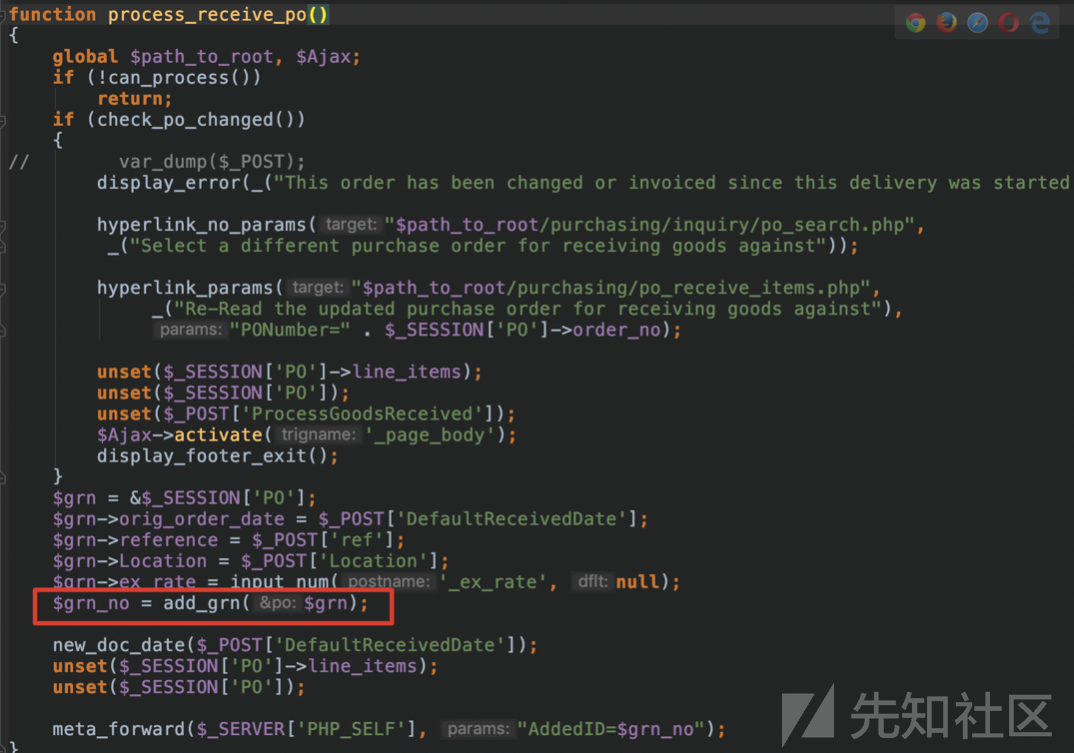 function process_receive_po()
{
    global $path_to_root, $Ajax;
    if (!can_process())
        return;
    if (check_po_changed())
    {
//        var_dump($_POST);
        display_error(_("This order has been changed or invoiced since this delivery was started
        hyperlink_no_params( target: "$path_to_root/purchasing/inquiry/po_search.php",
         _("Select a different purchase order for receiving goods against"));
        hyperlink_params( target: "$path_to_root/purchasing/po_receive_items.php",
             _("Re-Read the updated purchase order for receiving goods against"),
             params: "PONumber=" . $_SESSION['PO']->order_no);
        unset($_SESSION['PO']->line_items);
        unset($_SESSION['PO']);
        unset($_POST['ProcessGoodsReceived']);
        $Ajax->activate( trigname: '_page_body');
        display_footer_exit();
    }
    $grn = &$_SESSION['PO'];
    $grn->orig_order_date = $_POST['DefaultReceivedDate'];
    $grn->reference = $_POST['ref'];
    $grn->Location = $_POST['Location'];
    $grn->ex_rate = input_num( postname: '_ex_rate', dflt: null);
    $grn_no = add_grn( &po: $grn);
    new_doc_date($_POST['DefaultReceivedDate']);
    unset($_SESSION['PO']->line_items);
    unset($_SESSION['PO']);
    meta_forward($_SERVER['PHP_SELF'], params: "AddedID=$grn_no");
}
先知社区